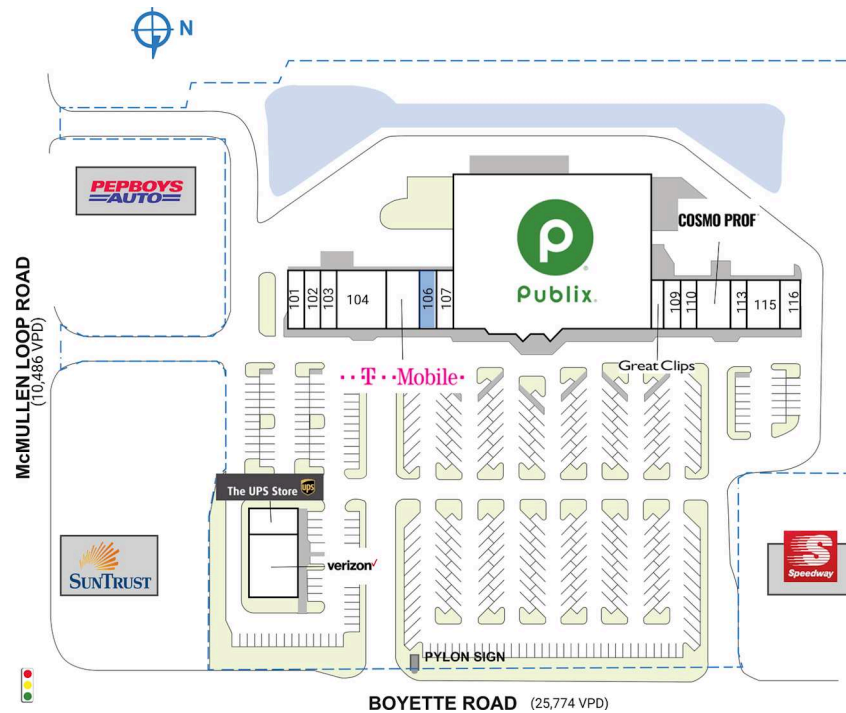 N
PEPBOYS
AUTO
McMULLEN LOOP ROAD
(10,486 VPD)
P
Publix.
COSMO PROF
101
102
103
104
106
107
109
110
113
115
116
T Mobile
Great Clips
The UPS Store
ups
verizon
SUNTRUST
S
Speedway
PYLON SIGN
BOYETTE ROAD (25,774 VPD)